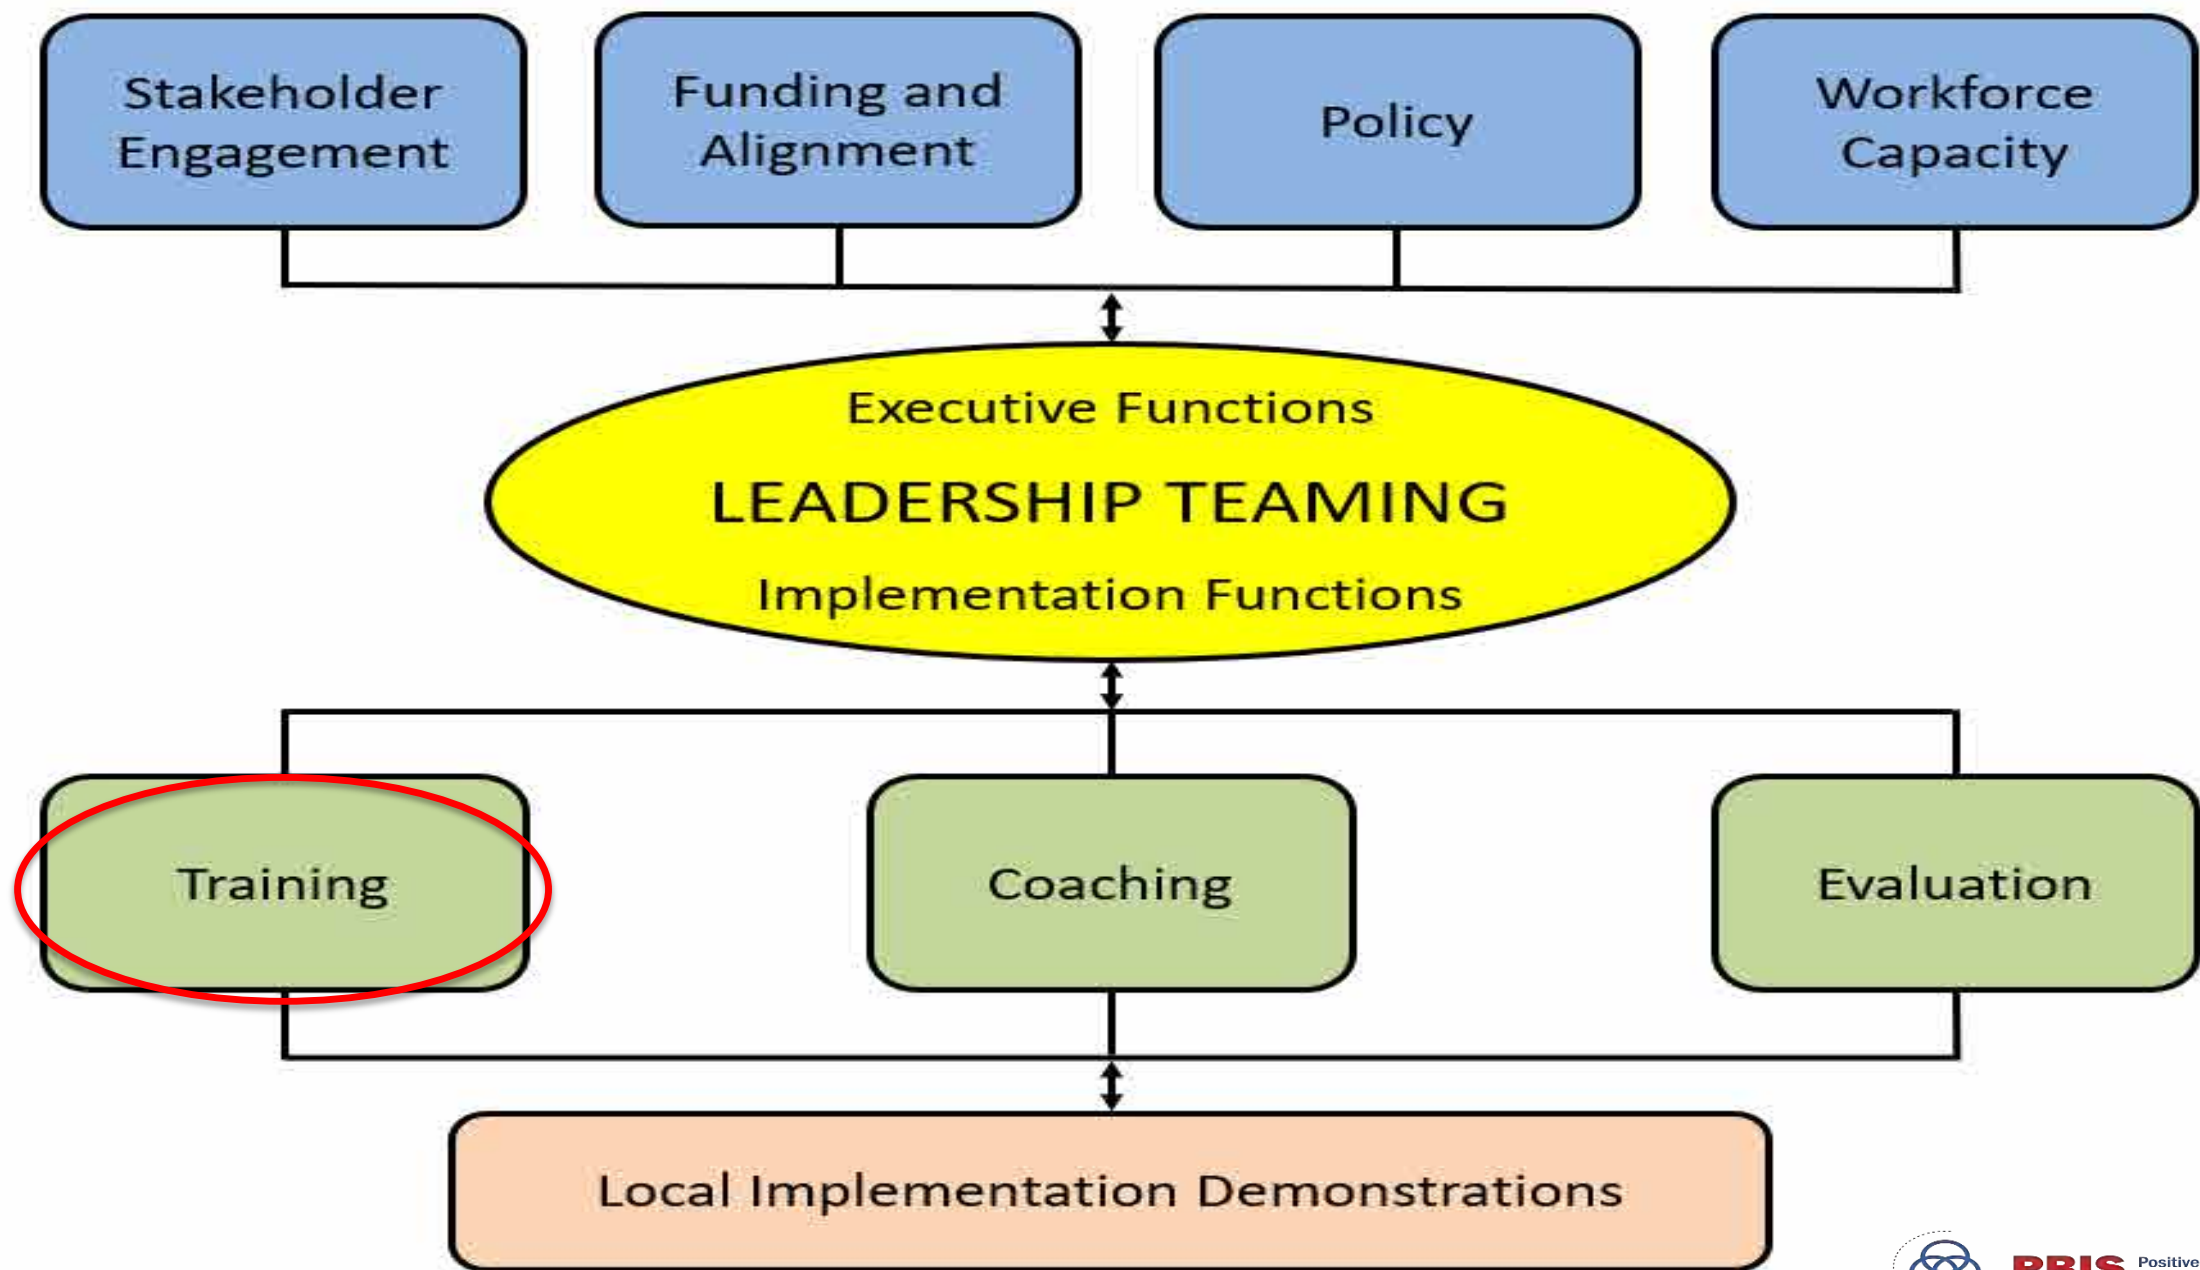 Stakeholder
Engagement
Funding and
Alignment
Policy
Workforce
Capacity
Executive Functions
LEADERSHIP TEAMING
Implementation Functions
Training
Coaching
Evaluation
Local Implementation Demonstrations
PBIS
Positive